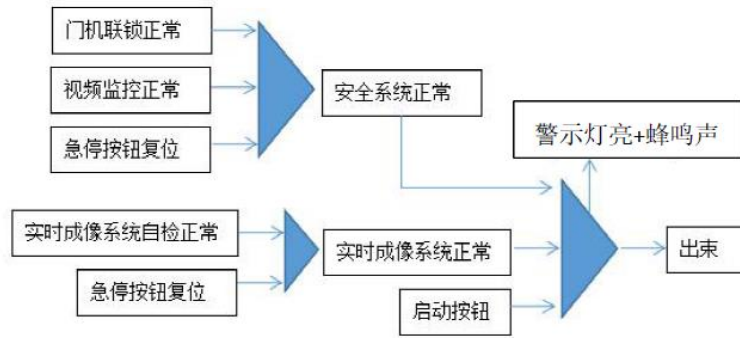 门机联锁正常
视频监控正常
安全系统正常
急停按钮复位
警示灯亮+蜂鸣声
实时成像系统自检正常
实时成像系统正常
出束
急停按钮复位
启动按钮